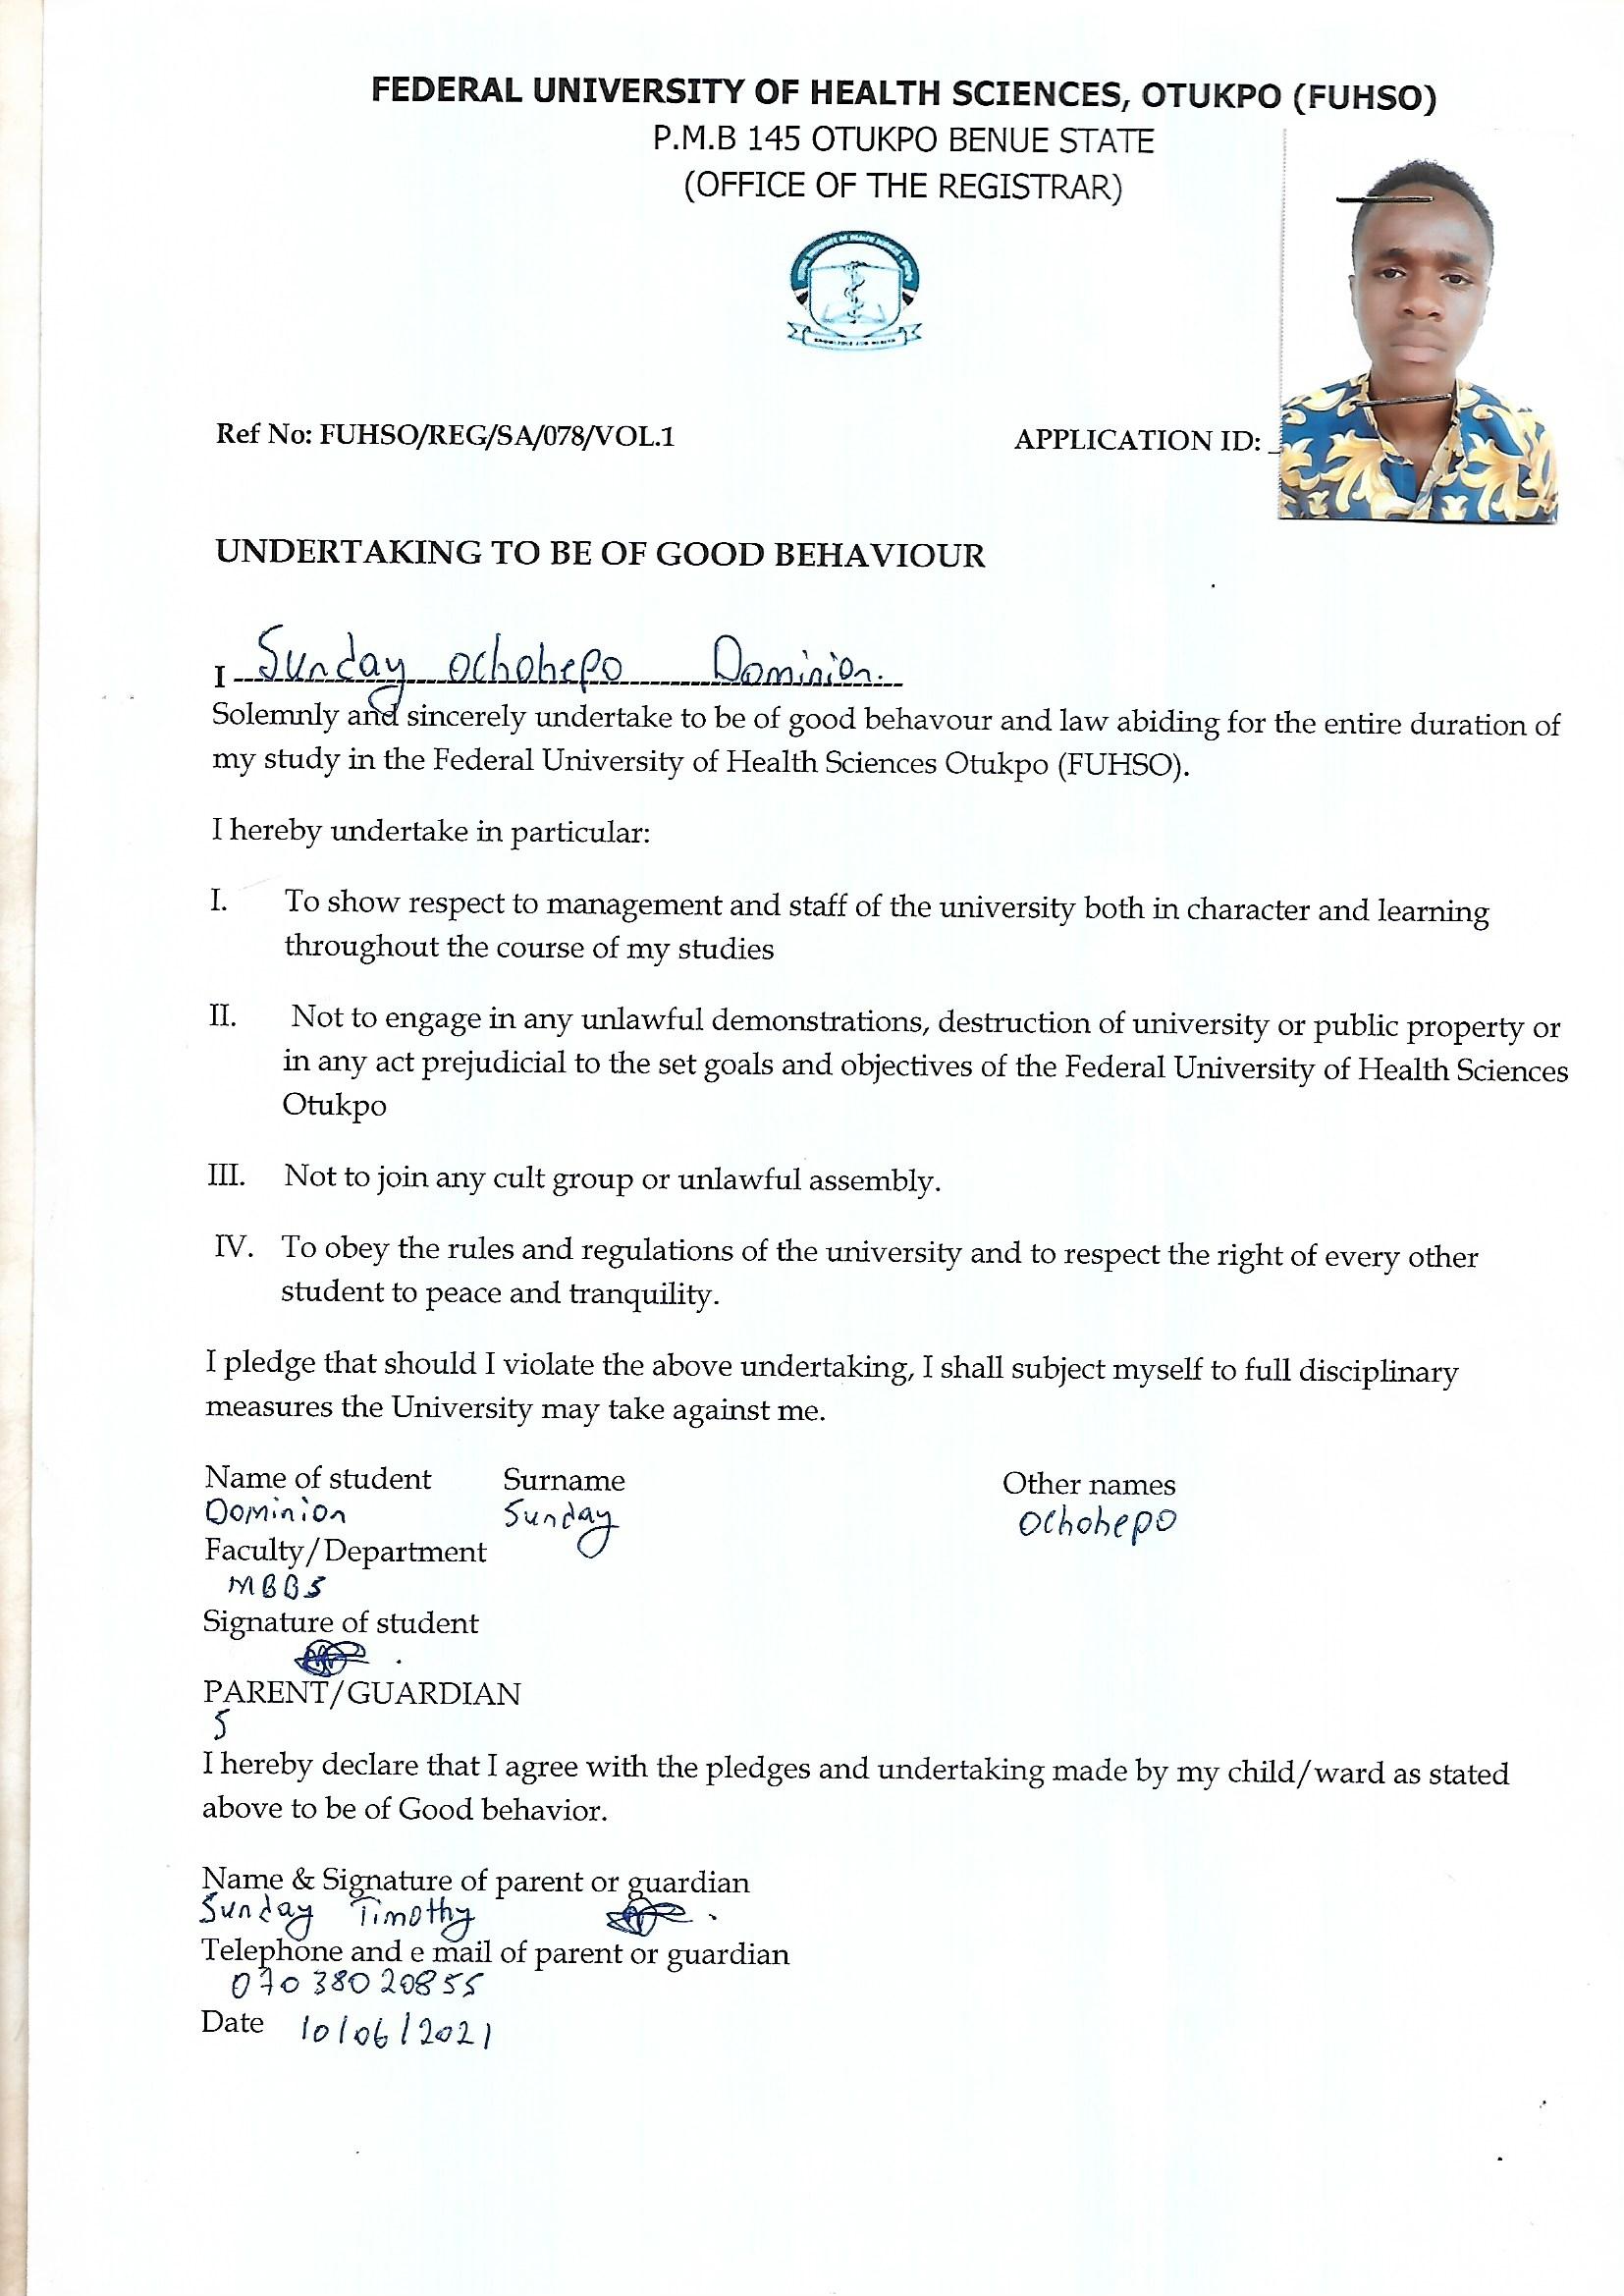 FEDERAL UNIVERSITY OF HEALTH SCIENCES, OTUKPO (FUHSO)
P.M.B 145 OTUKPO BENUE STATE
(OFFICE OF THE REGISTRAR)
KNOWLEDGE FOR HEALTH
Ref No: FUHSO/REG/SA/078/VOL.1 APPLICATION ID:
UNDERTAKING TO BE OF GOOD BEHAVIOUR
I Sunday Ochohepo Dominion.
Solemnly and sincerely undertake to be of good behavour and law abiding for the entire duration of
my study in the Federal University of Health Sciences Otukpo (FUHSO).
I hereby undertake in particular:
I. To show respect to management and staff of the university both in character and learning
throughout the course of my studies
II. Not to engage in any unlawful demonstrations, destruction of university or public property or
in any act prejudicial to the set goals and objectives of the Federal University of Health Sciences
Otukpo
III. Not to join any cult group or unlawful assembly.
IV. To obey the rules and regulations of the university and to respect the right of every other
student to peace and tranquility.
I pledge that should I violate the above undertaking, I shall subject myself to full disciplinary
measures the University may take against me.
Name of student Surname Other names
Dominion Sunday Ochohepo
Faculty/Department
MBBS
Signature of student
PARENT/GUARDIAN
S
I hereby declare that I agree with the pledges and undertaking made by my child/ward as stated
above to be of Good behavior.
Name & Signature of parent or guardian
Sunday Timothy
Telephone and e mail of parent or guardian
07038020855
Date 10/06/2021